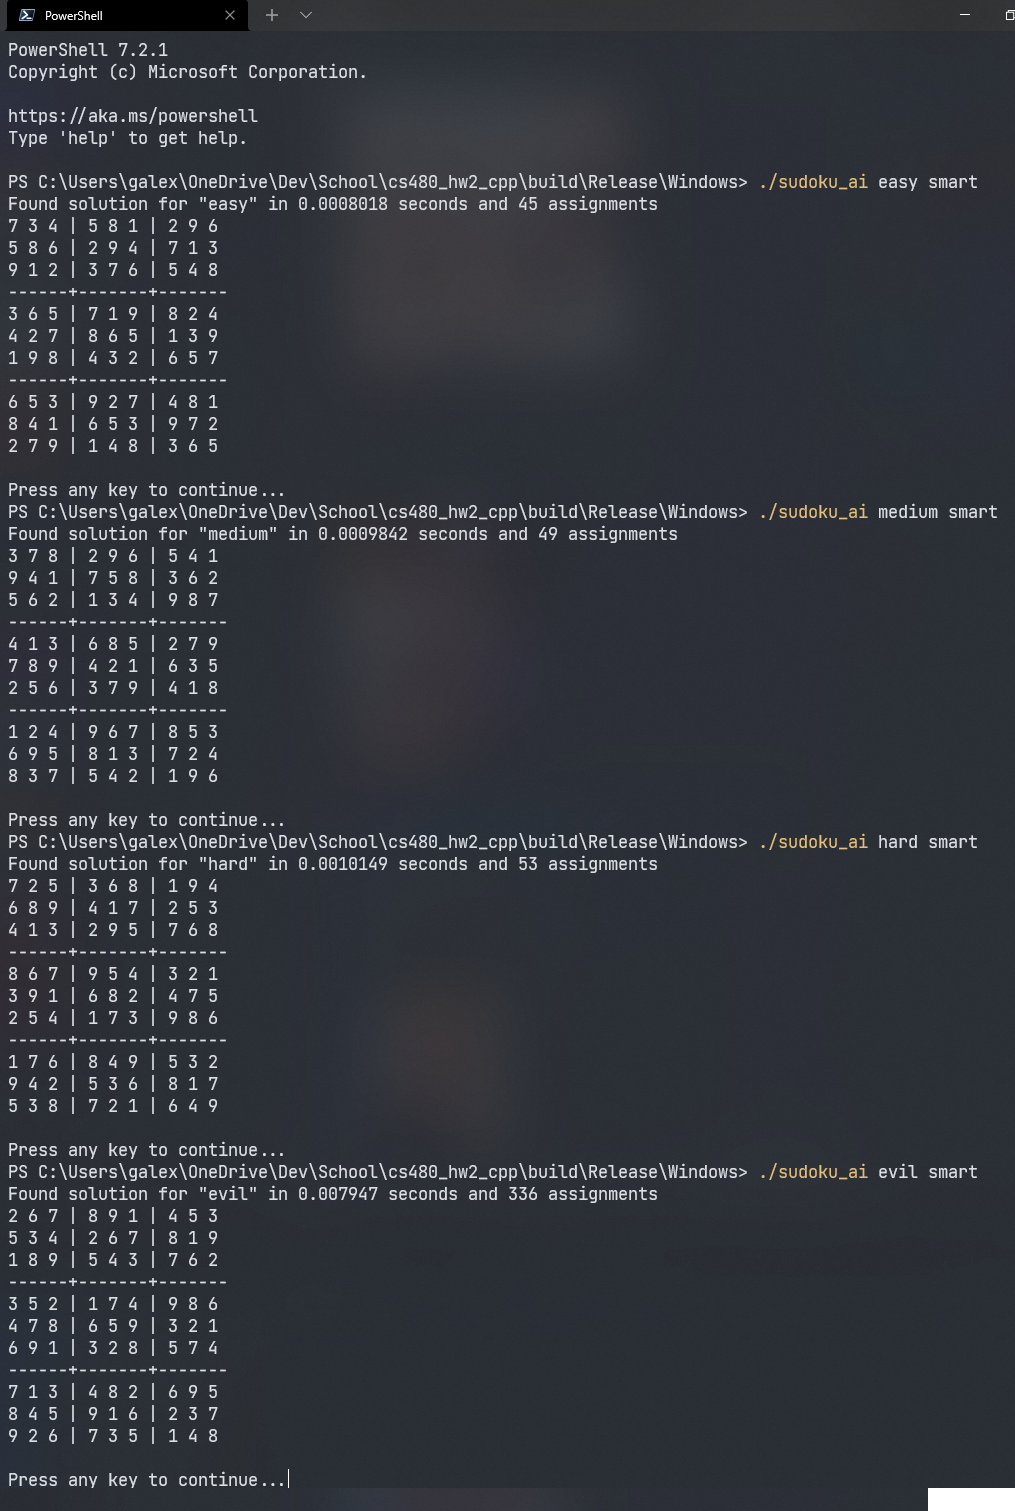 PowerShell
PowerShell 7.2.1
Copyright (c) Microsoft Corporation.
https://aka.ms/powershell
Type 'help' to get help.
PS C:\Users\galex\OneDrive\Dev\School\cs480_hw2_cpp\build\Release\Windows> ./sudoku_ai easy smart
Found solution for "easy" in 0.0008018 seconds and 45 assignments
7 3 4 | 5 8 1 | 2 9 6
5 8 6 | 2 9 4 | 7 1 3
9 1 2 | 3 7 6 | 5 4 8
------+-------+-------
3 6 5 | 7 1 9 | 8 2 4
4 2 7 | 8 6 5 | 1 3 9
1 9 8 | 4 3 2 | 6 5 7
------+-------+-------
6 5 3 | 9 2 7 | 4 8 1
8 4 1 | 6 5 3 | 9 7 2
2 7 9 | 1 4 8 | 3 6 5
Press any key to continue...
PS C:\Users\galex\OneDrive\Dev\School\cs480_hw2_cpp\build\Release\Windows> ./sudoku_ai medium smart
Found solution for "medium" in 0.0009842 seconds and 49 assignments
3 7 8 | 2 9 6 | 5 4 1
9 4 1 | 7 5 8 | 3 6 2
5 6 2 | 1 3 4 | 9 8 7
------+-------+-------
4 1 3 | 6 8 5 | 2 7 9
7 8 9 | 4 2 1 | 6 3 5
2 5 6 | 3 7 9 | 4 1 8
------+-------+-------
1 2 4 | 9 6 7 | 8 5 3
6 9 5 | 8 1 3 | 7 2 4
8 3 7 | 5 4 2 | 1 9 6
Press any key to continue...
PS C:\Users\galex\OneDrive\Dev\School\cs480_hw2_cpp\build\Release\Windows> ./sudoku_ai hard smart
Found solution for "hard" in 0.0010149 seconds and 53 assignments
7 2 5 | 3 6 8 | 1 9 4
6 8 9 | 4 1 7 | 2 5 3
4 1 3 | 2 9 5 | 7 6 8
------+-------+-------
8 6 7 | 9 5 4 | 3 2 1
3 9 1 | 6 8 2 | 4 7 5
2 5 4 | 1 7 3 | 9 8 6
------+-------+-------
1 7 6 | 8 4 9 | 5 3 2
9 4 2 | 5 3 6 | 8 1 7
5 3 8 | 7 2 1 | 6 4 9
Press any key to continue...
PS C:\Users\galex\OneDrive\Dev\School\cs480_hw2_cpp\build\Release\Windows> ./sudoku_ai evil smart
Found solution for "evil" in 0.007947 seconds and 336 assignments
2 6 7 | 8 9 1 | 4 5 3
5 3 4 | 2 6 7 | 8 1 9
1 8 9 | 5 4 3 | 7 6 2
------+-------+-------
3 5 2 | 1 7 4 | 9 8 6
4 7 8 | 6 5 9 | 3 2 1
6 9 1 | 3 2 8 | 5 7 4
------+-------+-------
7 1 3 | 4 8 2 | 6 9 5
8 4 5 | 9 1 6 | 2 3 7
9 2 6 | 7 3 5 | 1 4 8
Press any key to continue...